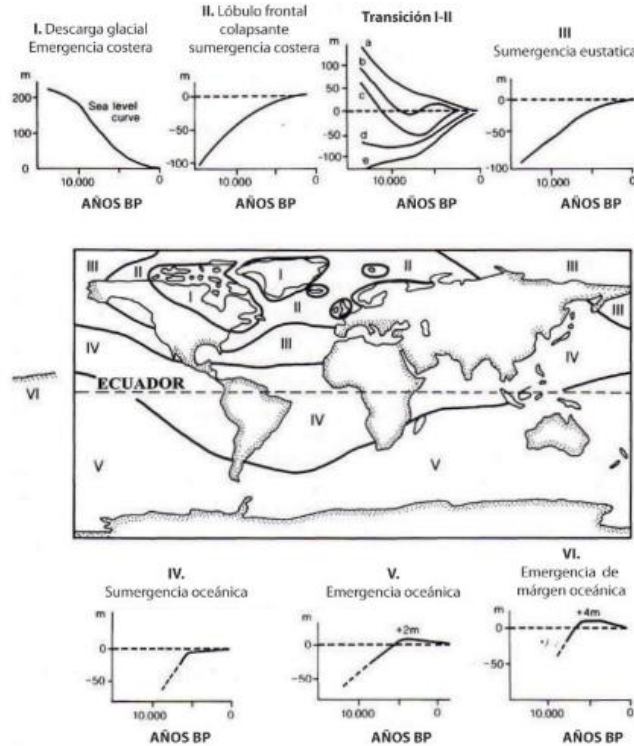 I. Descarga glacial
Emergencia costera
m
200
100
0
Sea level
curve
10.000
0
AÑOS BP
II. Lóbulo frontal
colapsante
sumergencia costera
m
0
-50
-100
10.000
0
AÑOS BP
Transición I-II
m
100
50
0
-50
-100
a
b
c
d
e
10.000
0
AÑOS BP
III
Sumergencia eustatica
m
0
-50
-100
10.000
0
AÑOS BP
III
II
I
I
II
III
II
III
III
IV
IV
ECUADOR
VI
IV
V
V
IV.
Sumergencia oceánica
m
0
-50
10.000
0
AÑOS BP
V.
Emergencia oceánica
m
+2m
0
-50
10.000
0
AÑOS BP
VI.
Emergencia de
márgen oceánica
m
+4m
0
-50
10.000
0
AÑOS BP